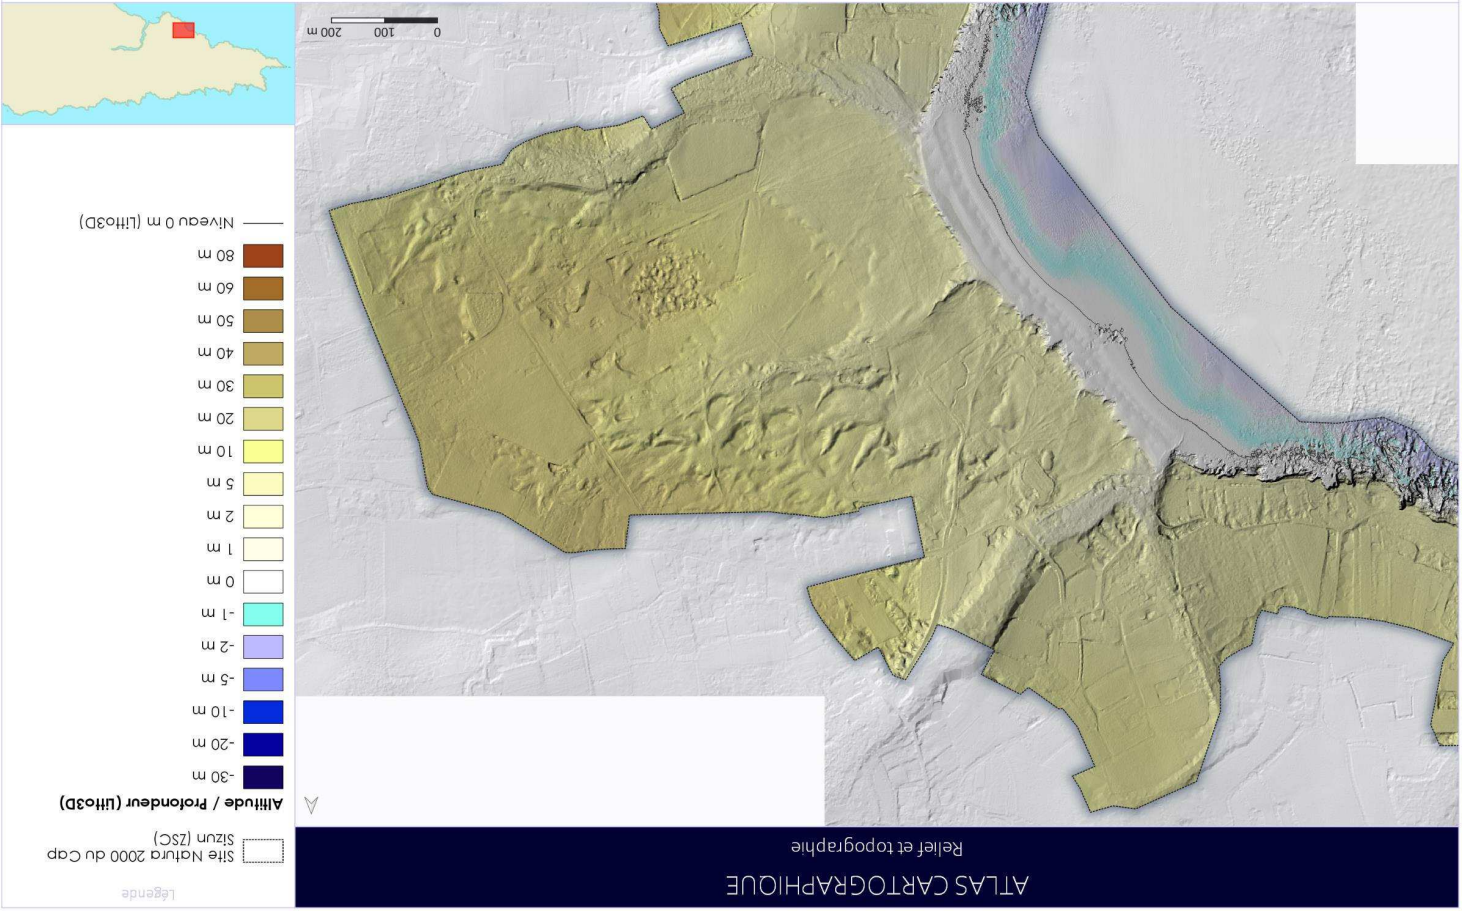 ATLAS CARTOGRAPHIQUE
Relief et topographie
Légende
Site Natura 2000 du Cap
Sizun (ZSC)
Altitude / Profondeur (Litto3D)
-30 m
-20 m
-10 m
-5 m
-2 m
-1 m
0 m
1 m
2 m
5 m
10 m
20 m
30 m
40 m
50 m
60 m
80 m
Niveau 0 m (Litto3D)
0 100 200 m